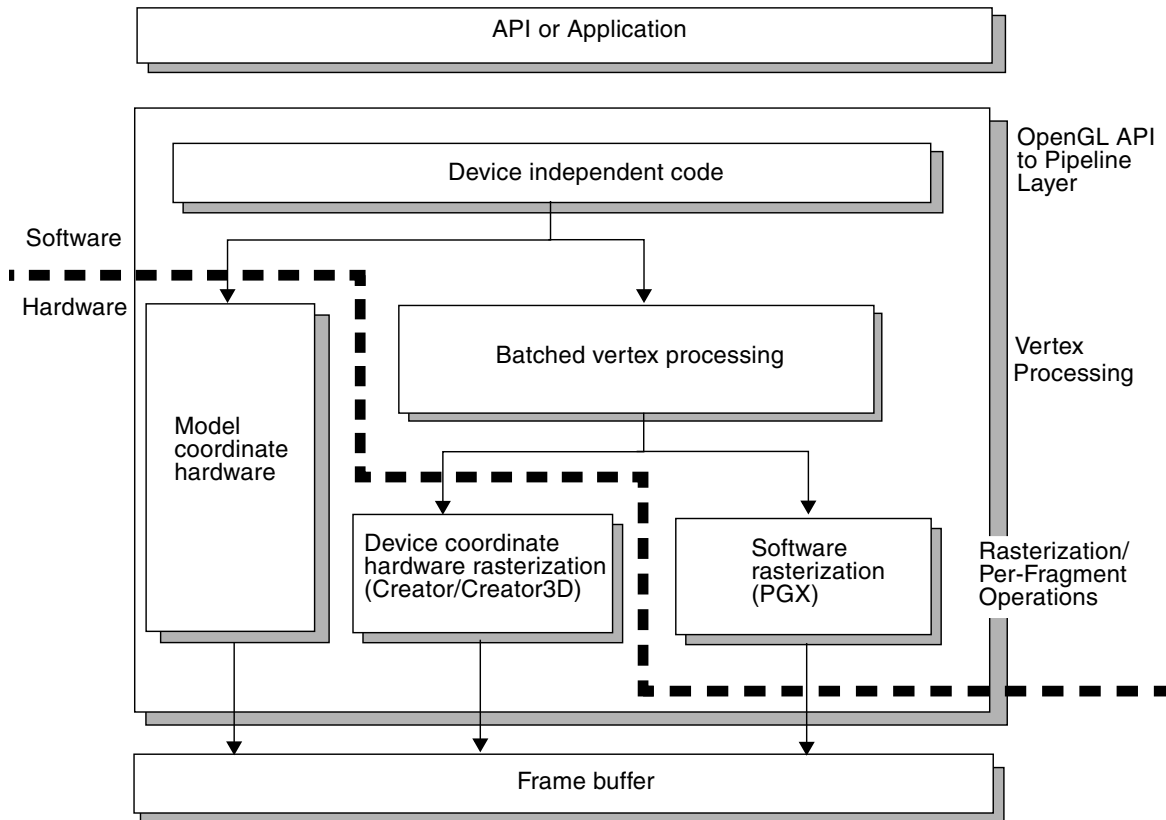 API or Application
OpenGL API
to Pipeline
Layer
Device independent code
Software
Hardware
Batched vertex processing
Vertex
Processing
Model
coordinate
hardware
Device coordinate
hardware rasterization
(Creator/Creator3D)
Software
rasterization
(PGX)
Rasterization/
Per-Fragment
Operations
Frame buffer